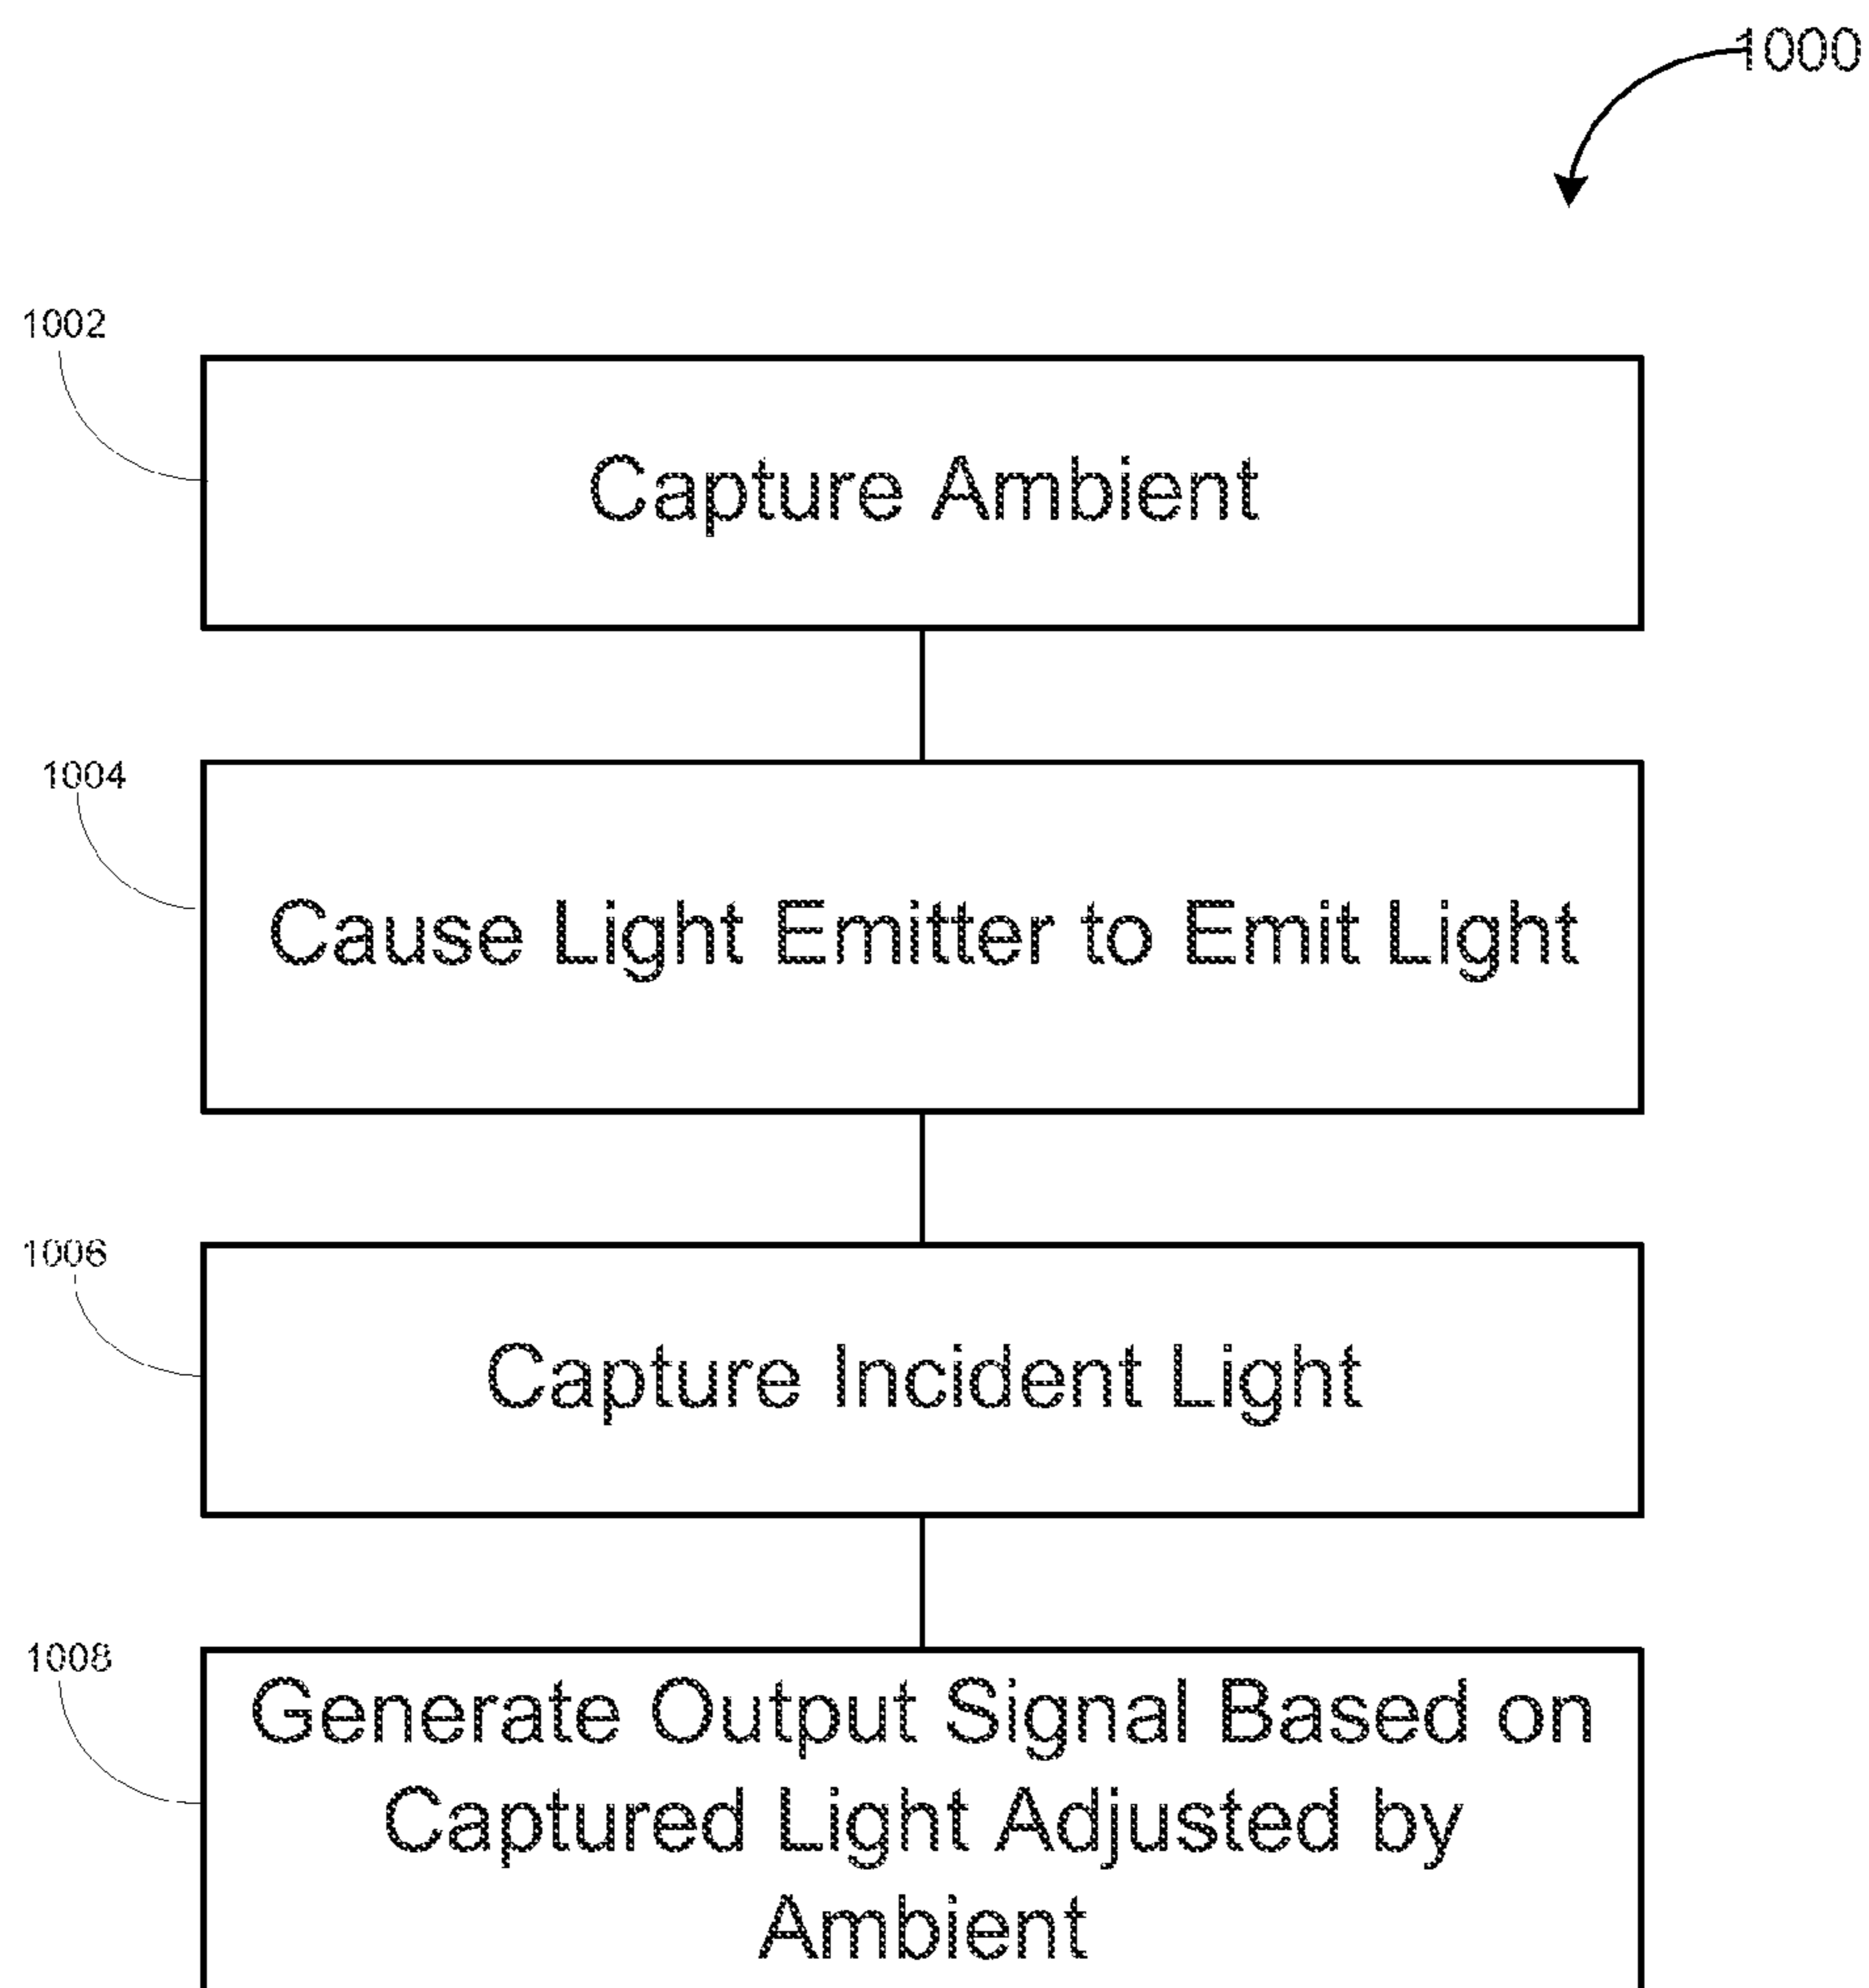 1000
1002
Capture Ambient
1004
Cause Light Emitter to Emit Light
1006
Capture Incident Light
1008
Generate Output Signal Based on
Captured Light Adjusted by
Ambient